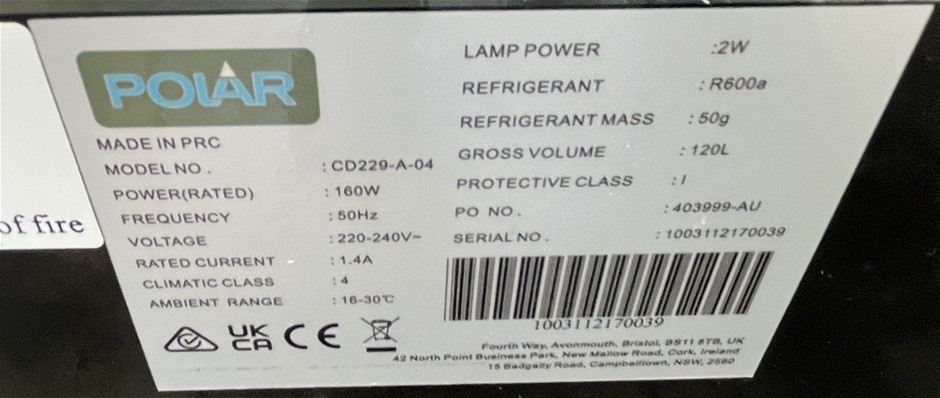 of fire
POLAR
MADE IN PRC
MODEL NO. : CD229-A-04
POWER(RATED) : 160W
FREQUENCY : 50Hz
VOLTAGE : 220-240V~
RATED CURRENT : 1.4A
CLIMATIC CLASS : 4
AMBIENT RANGE : 16-30℃
UK
CA
CE
LAMP POWER :2W
REFRIGERANT : R600a
REFRIGERANT MASS : 50g
GROSS VOLUME : 120L
PROTECTIVE CLASS : I
PO NO. : 403999-AU
SERIAL NO. : 1003112170039
1003112170039
Fourth Way, Avonmouth, Bristol, BS11 8TB, UK
42 North Point Business Park, New Mallow Road, Cork, Ireland
15 Badgally Road, Campbelltown, NSW, 2560